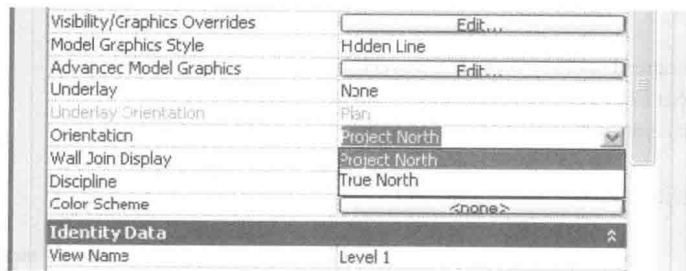 Visibility/Graphics Overrides Edit...
Model Graphics Style Hidden Line
Advanced Model Graphics Edit...
Underlay None
Underlay Orientation Plan
Orientation Project North
Wall Join Display Project North
Discipline True North
Color Scheme <none>
Identity Data
View Name Level 1